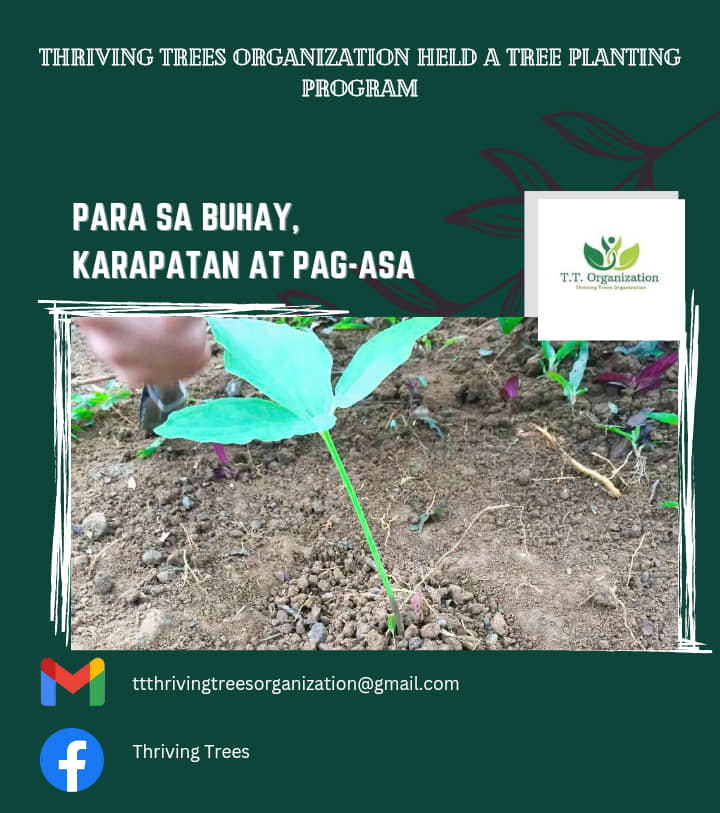 THRIVING TREES ORGANIZATION HELD A TREE PLANTING
PROGRAM
PARA SA BUHAY,
KARAPATAN AT PAG-ASA
T.T. Organization
Thriving Trees Organization
ttthrivingtreesorganization@gmail.com
Thriving Trees